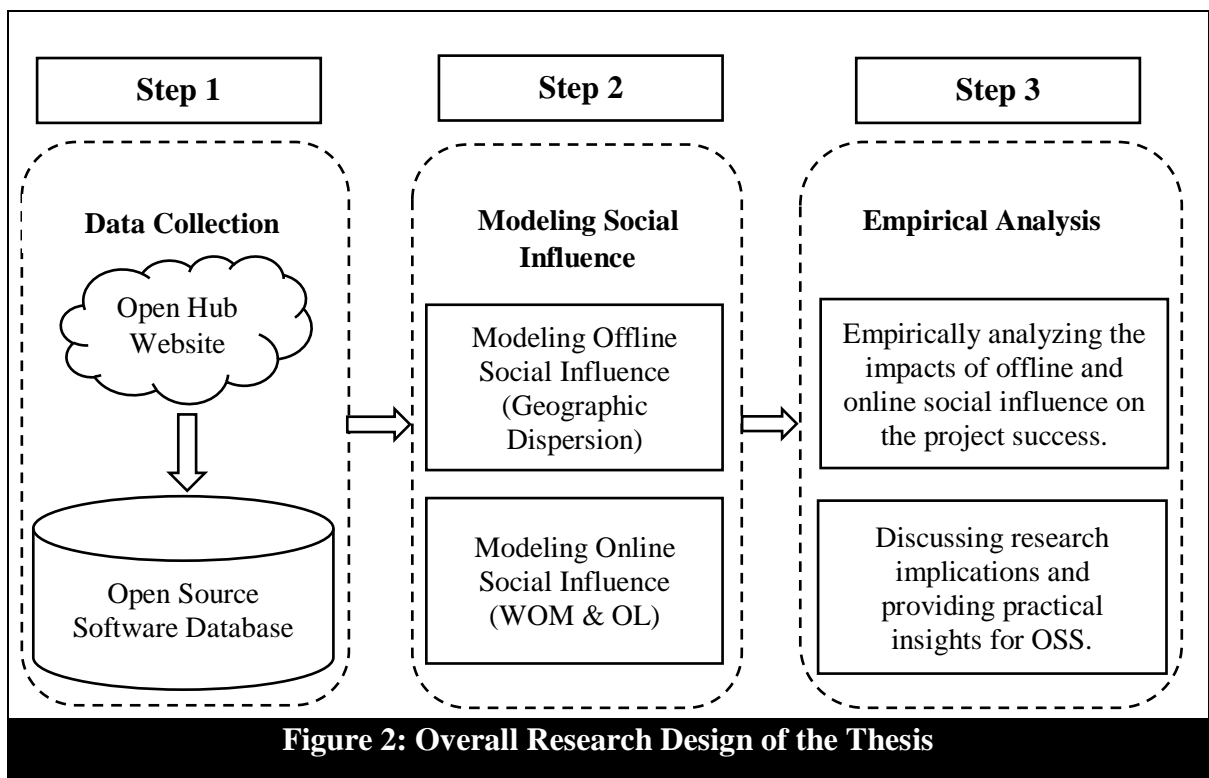 Step 1
Step 2
Step 3
Data Collection
Open Hub
Website
Open Source
Software Database
Modeling Social
Influence
Modeling Offline
Social Influence
(Geographic
Dispersion)
Modeling Online
Social Influence
(WOM & OL)
Empirical Analysis
Empirically analyzing the
impacts of offline and
online social influence on
the project success.
Discussing research
implications and
providing practical
insights for OSS.
Figure 2: Overall Research Design of the Thesis